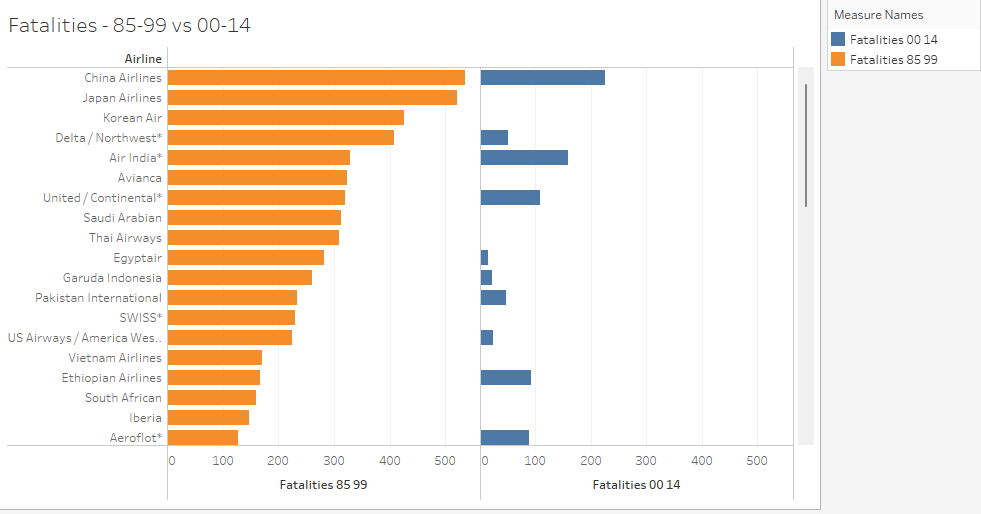 Fatalities - 85-99 vs 00-14
Measure Names
Fatalities 00 14
Fatalities 85 99
Airline
China Airlines
Japan Airlines
Korean Air
Delta / Northwest*
Air India*
Avianca
United / Continental*
Saudi Arabian
Thai Airways
Egyptair
Garuda Indonesia
Pakistan International
SWISS*
US Airways / America Wes..
Vietnam Airlines
Ethiopian Airlines
South African
Iberia
Aeroflot*
0 100 200 300 400 500 0 100 200 300 400 500
Fatalities 85 99 Fatalities 00 14